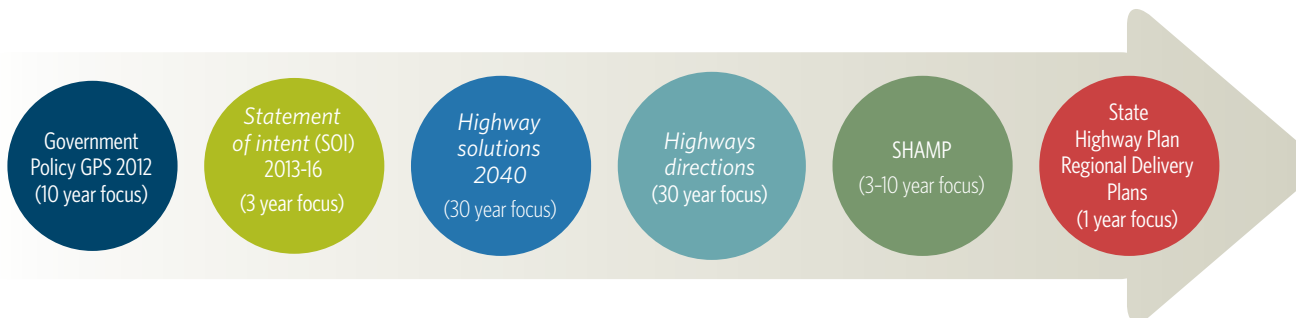 Government
Policy GPS 2012
(10 year focus)
Statement
of intent (SOI)
2013-16
(3 year focus)
Highway
solutions
2040
(30 year focus)
Highways
directions
(30 year focus)
SHAMP
(3–10 year focus)
State
Highway Plan
Regional Delivery
Plans
(1 year focus)